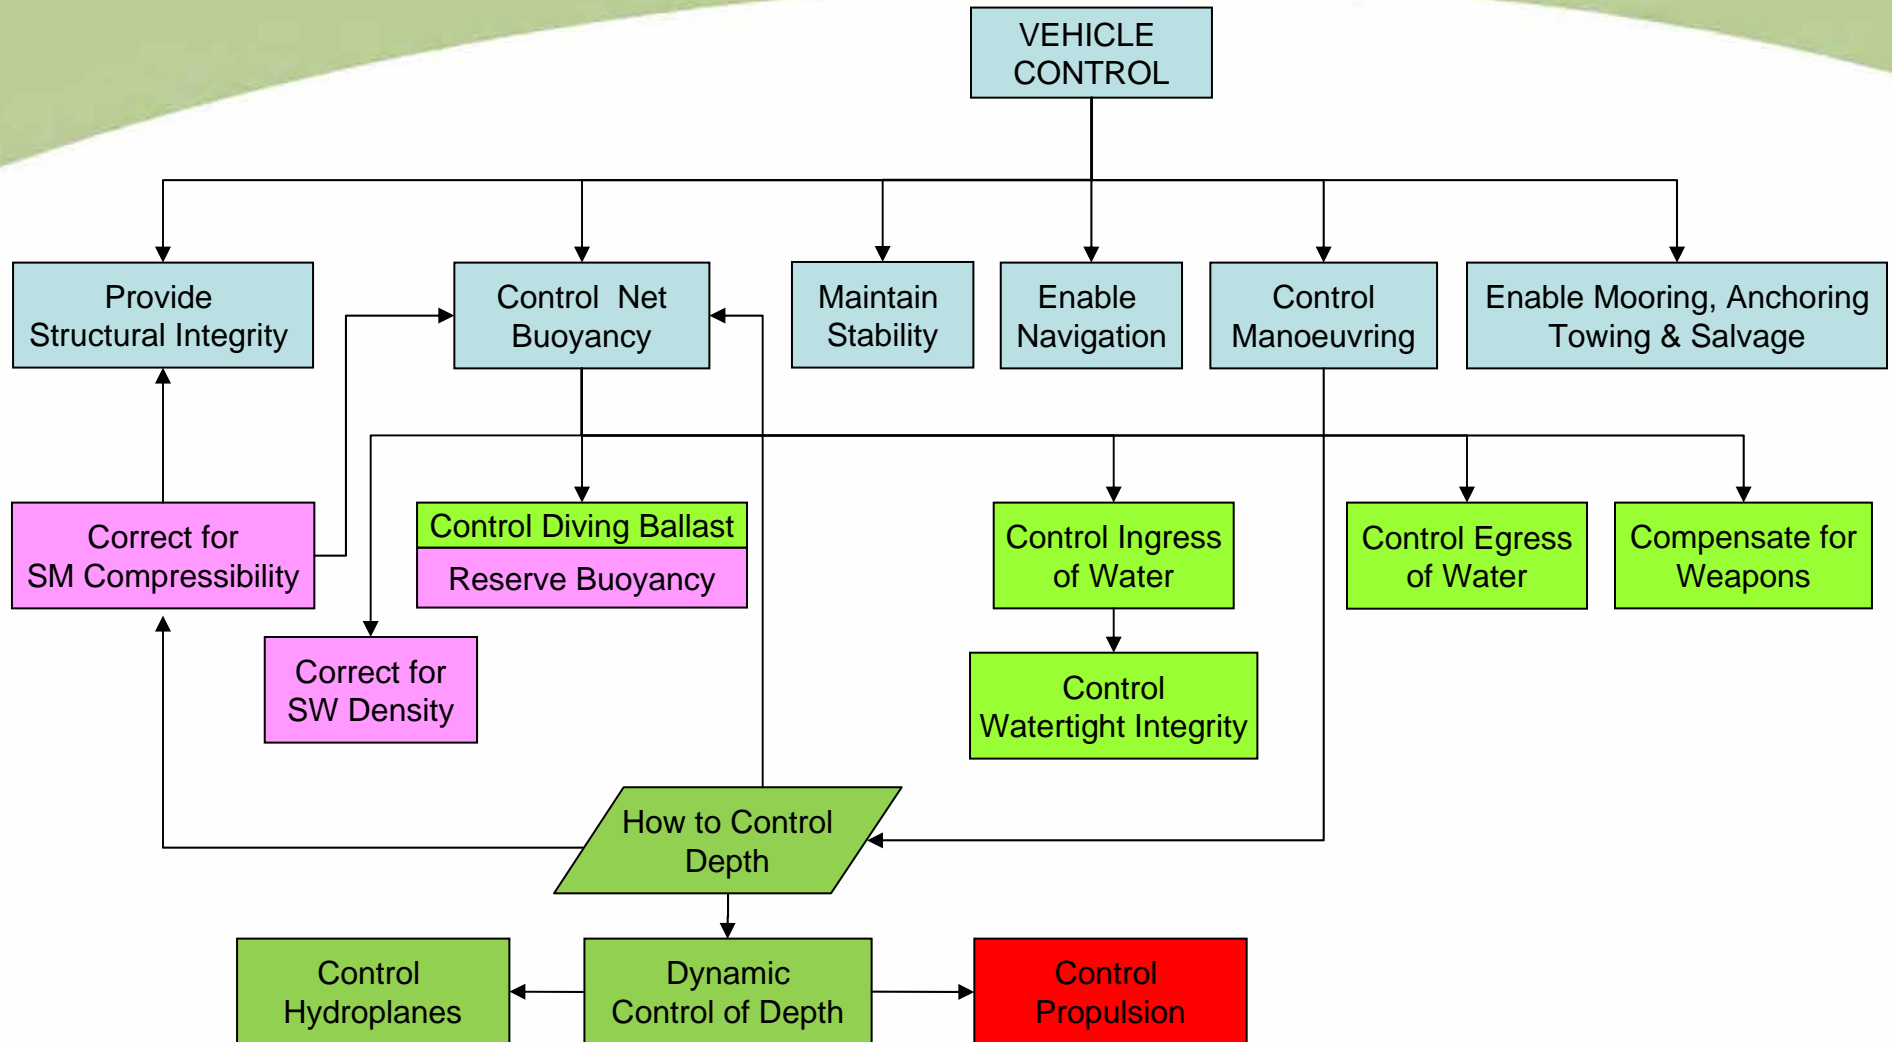 VEHICLE
CONTROL
Provide
Structural Integrity
Control Net
Buoyancy
Maintain
Stability
Enable
Navigation
Control
Manoeuvring
Enable Mooring, Anchoring
Towing & Salvage
Correct for
SM Compressibility
Control Diving Ballast
Reserve Buoyancy
Control Ingress
of Water
Control Egress
of Water
Compensate for
Weapons
Correct for
SW Density
Control
Watertight Integrity
How to Control
Depth
Control
Hydroplanes
Dynamic
Control of Depth
Control
Propulsion